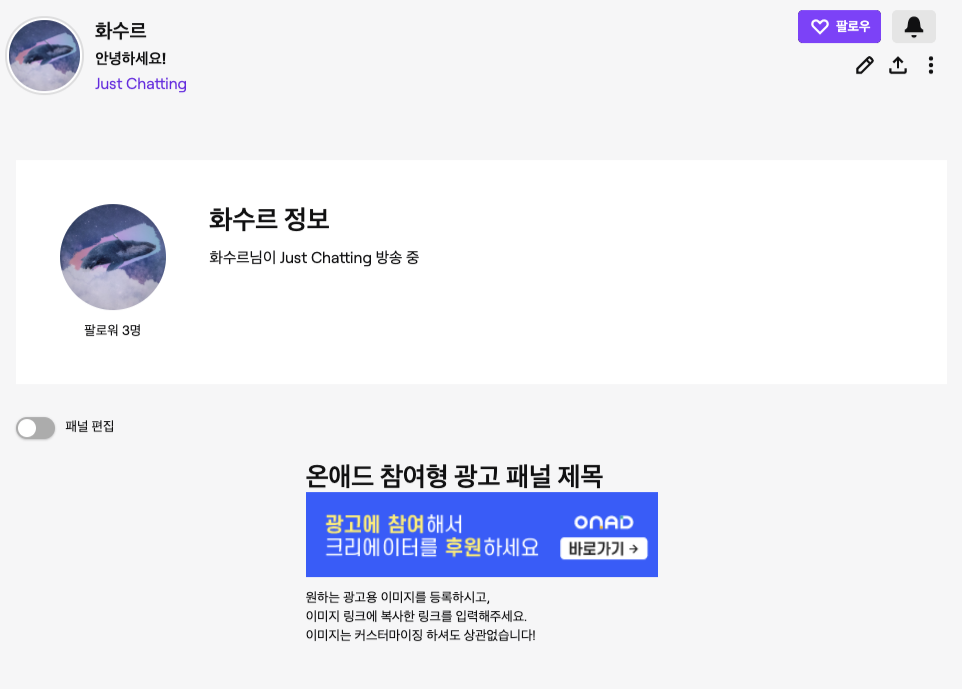 화수르
안녕하세요!
Just Chatting
팔로우
화수르 정보
화수르님이 Just Chatting 방송 중
팔로워 3명
패널 편집
온애드 참여형 광고 패널 제목
광고에 참여해서
크리에이터를 후원하세요
ONAD
바로가기 →
원하는 광고용 이미지를 등록하시고,
이미지 링크에 복사한 링크를 입력해주세요.
이미지는 커스터마이징 하셔도 상관없습니다!